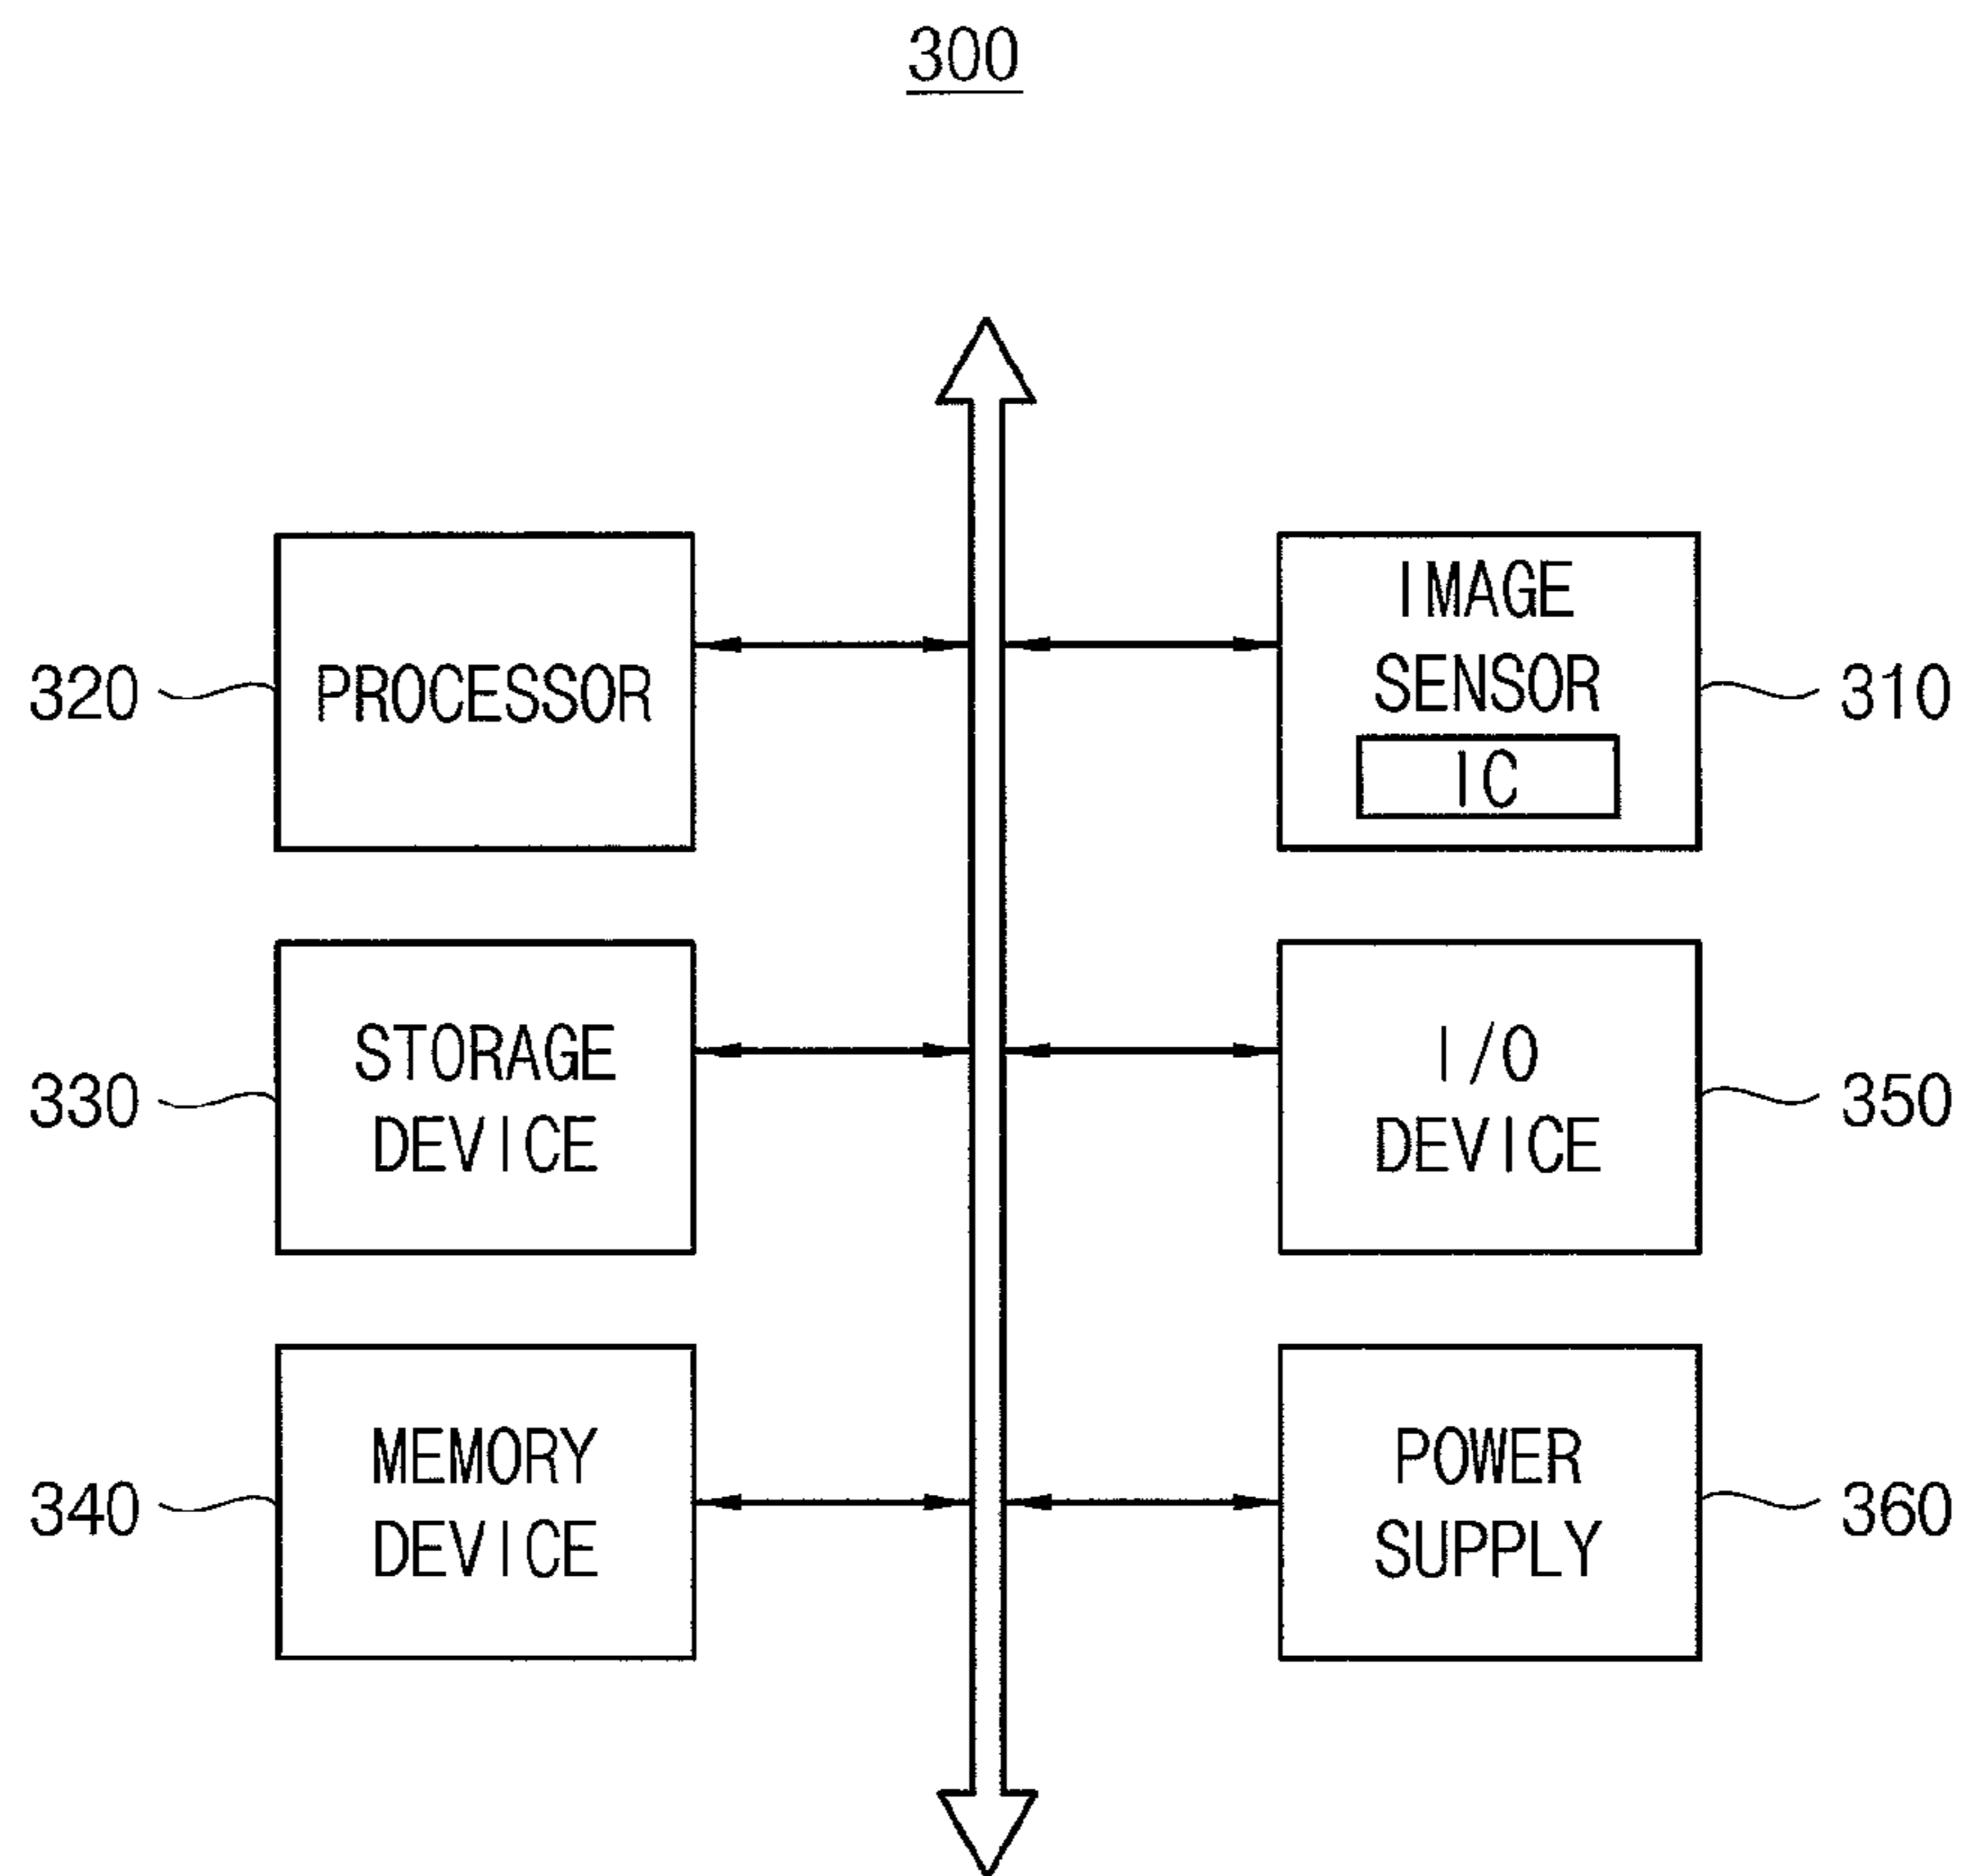 300
320
PROCESSOR
IMAGE
SENSOR
IC
310
330
STORAGE
DEVICE
I/O
DEVICE
350
340
MEMORY
DEVICE
POWER
SUPPLY
360